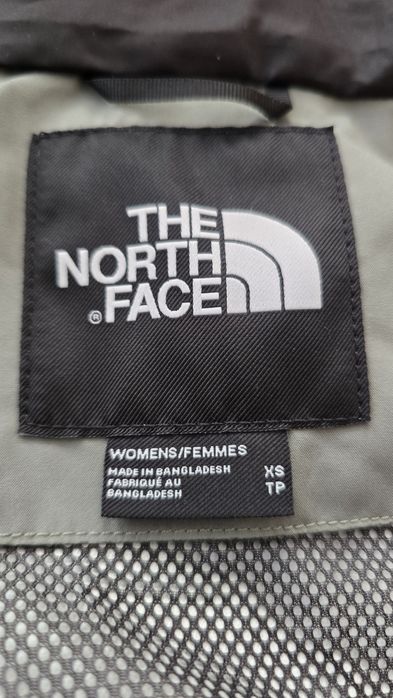 THE
NORTH
® FACE
WOMENS/FEMMES
MADE IN BANGLADESH XS
FABRIQUÉ AU TP
BANGLADESH